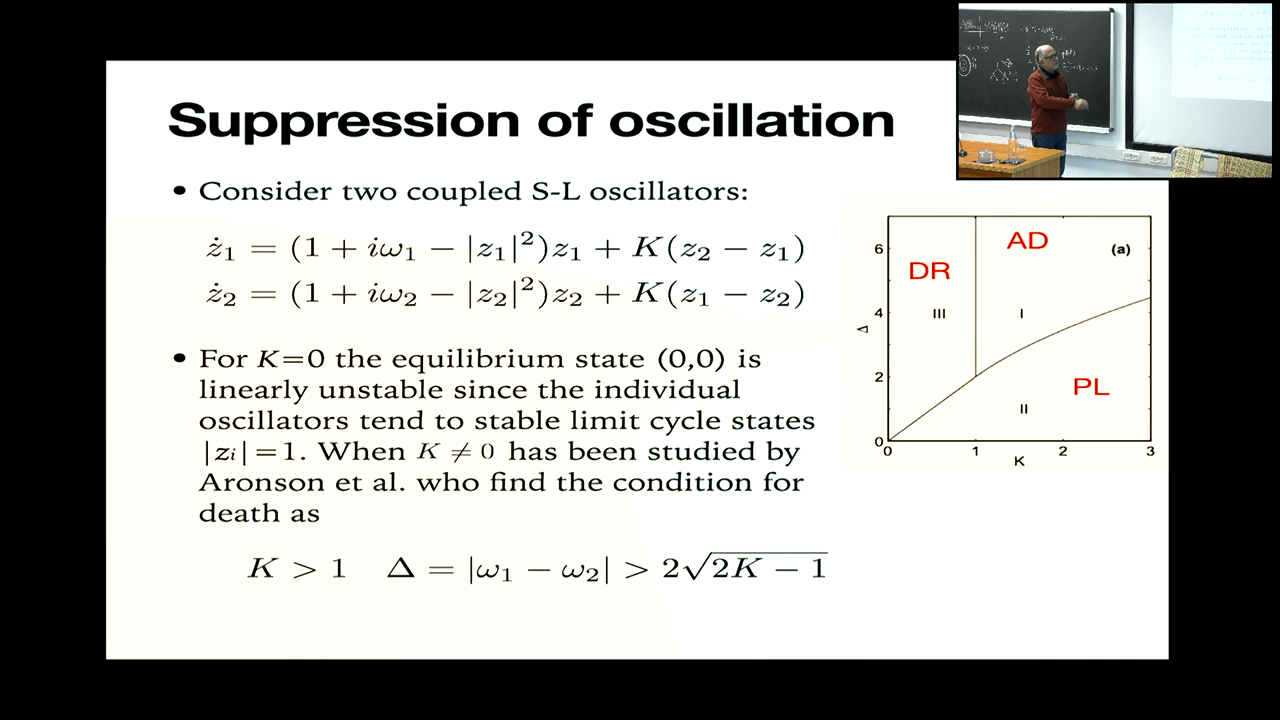 Suppression of oscillation
• Consider two coupled S-L oscillators:
ż₁ = (1 + iω₁ − |z₁|²)z₁ + K(z₂ − z₁)
ż₂ = (1 + iω₂ − |z₂|²)z₂ + K(z₁ − z₂)
• For K=0 the equilibrium state (0,0) is
linearly unstable since the individual
oscillators tend to stable limit cycle states
|zᵢ|=1. When K ≠ 0 has been studied by
Aronson et al. who find the condition for
death as
K > 1 Δ = |ω₁ − ω₂| > 2√(2K − 1)
6
4
2
0
Δ
DR
AD
(a)
III
I
PL
II
0 1 2 3
K